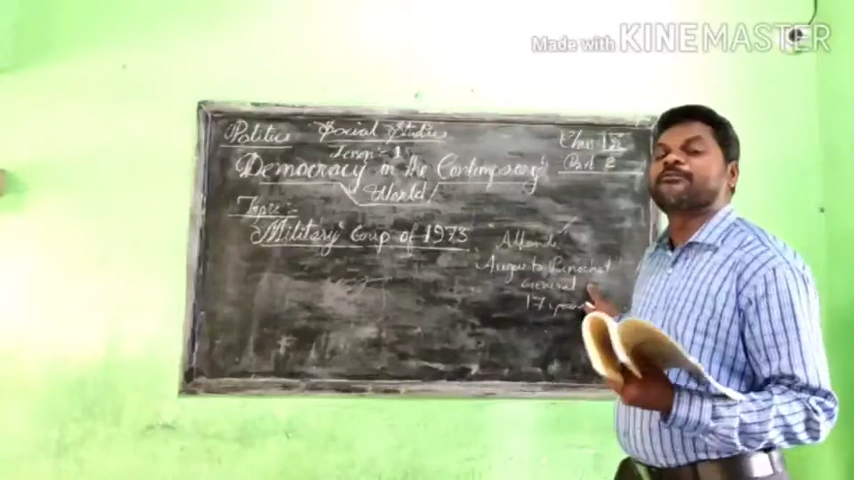 Made with KINEMASTER
Politics Social Studies Class IX
Lesson:- 1 Part 2
Democracy in the Contemporary
World!
Topic:-
Military Coup of 1973
"Allende"
Pinochet
General
17 years